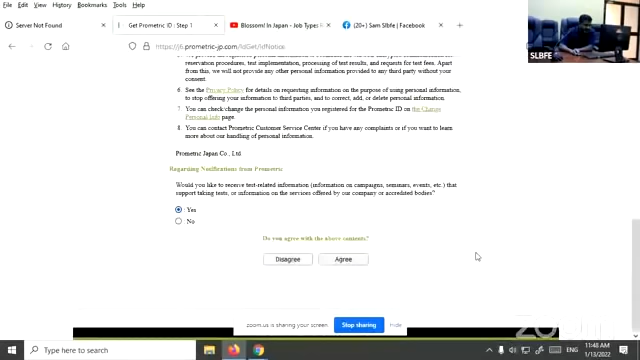 File Edit View History Bookmarks Tools Help
Server Not Found
Get Prometric ID : Step 1
Blossom! In Japan - Job Types F
(20+) Sam Slbfe | Facebook
https://j6.prometric-jp.com/IdGet/IdNotice
SLBFE
reservation procedures, test implementation, processing of test results, and requests for test fees. Apart from this, we will not provide any other personal information provided to any third party without your consent.
6. See the Privacy Policy for details on requesting information on the purpose of using personal information, to stop offering your information to third parties, and to correct, add, or delete personal information.
7. You can check/change the personal information you registered for the Prometric ID on the Change Personal Info page.
8. You can contact Prometric Customer Service Center if you have any complaints or if you want to learn more about our handling of personal information.
Prometric Japan Co., Ltd
Regarding Notifications from Prometric
Would you like to receive test-related information (information on campaigns, seminars, events, etc.) that support taking tests, or information on the services offered by our company or accredited bodies?
Yes
No
Do you agree with the above contents?
Disagree Agree
zoom.us is sharing your screen
Stop sharing
Hide
zoom
Type here to search
11:48 AM
1/13/2022